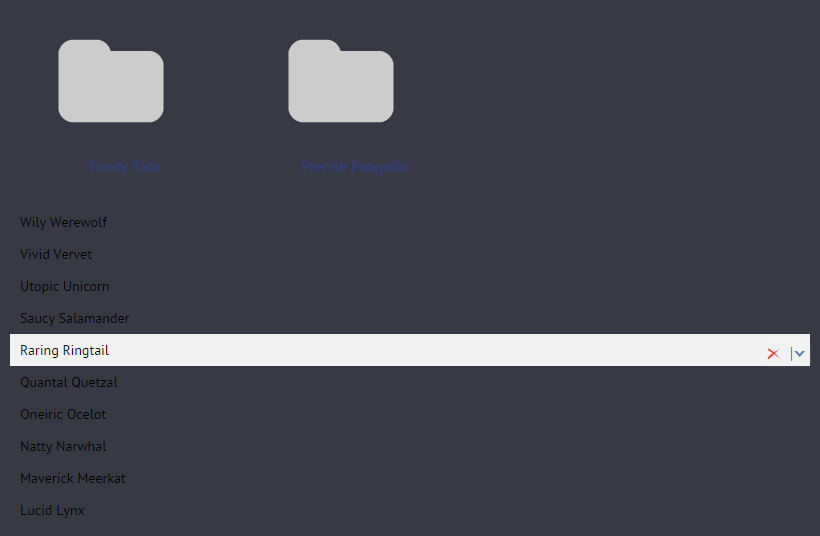 Trusty Tahr
Precise Pangolin
Wily Werewolf
Vivid Vervet
Utopic Unicorn
Saucy Salamander
Raring Ringtail
Quantal Quetzal
Oneiric Ocelot
Natty Narwhal
Maverick Meerkat
Lucid Lynx